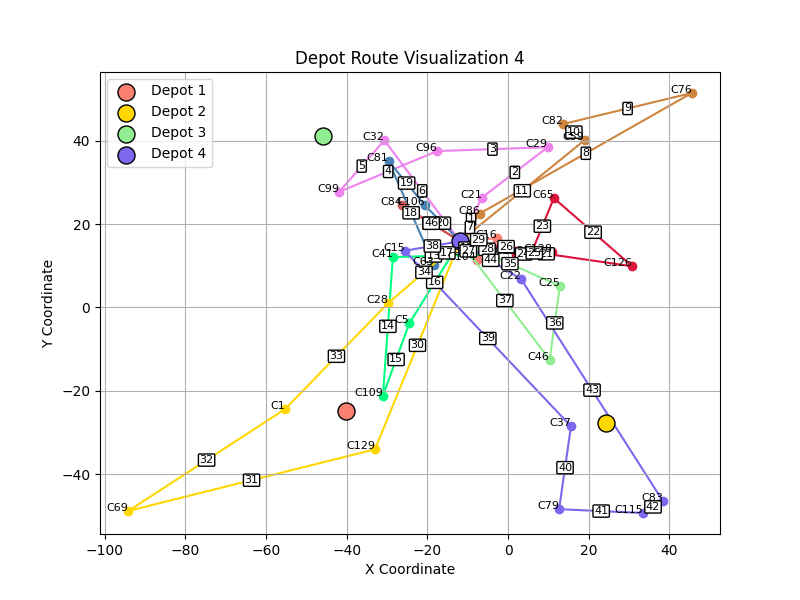 Depot Route Visualization 4
Depot 1
Depot 2
Depot 3
Depot 4
C76
9
C82
10
8
C32
C96
3
C29
C81
5
4
2
C99
19
6
11
C21
C65
C84
C106
18
C86
1
23
22
46
20
7
C16
29
38
C15
C41
26
28
27
C104
C128
25
21
C126
44
35
C63
34
16
C22
C25
C28
37
C5
14
36
39
30
15
C46
33
43
C109
C1
C37
C129
32
31
40
C69
C79
41
C115
C83
42
40
20
0
−20
−40
−100
−80
−60
−40
−20
0
20
40
X Coordinate
Y Coordinate